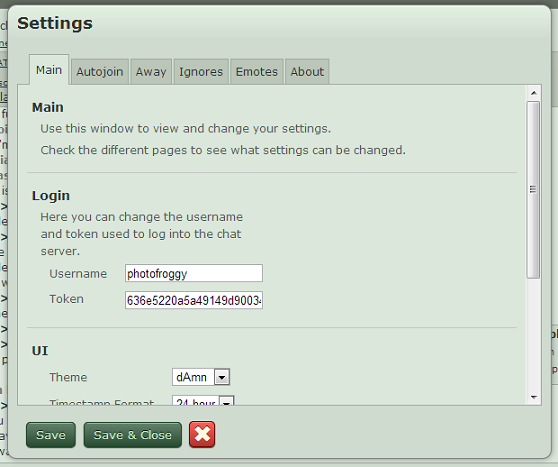 Settings
Main Autojoin Away Ignores Emotes About
Main
Use this window to view and change your settings.
Check the different pages to see what settings can be changed.
Login
Here you can change the username
and token used to log into the chat
server.
Username photofroggy
Token 636e5220a5a49149d9003
UI
Theme dAmn
Timestamp Format 24 hour
Save Save & Close